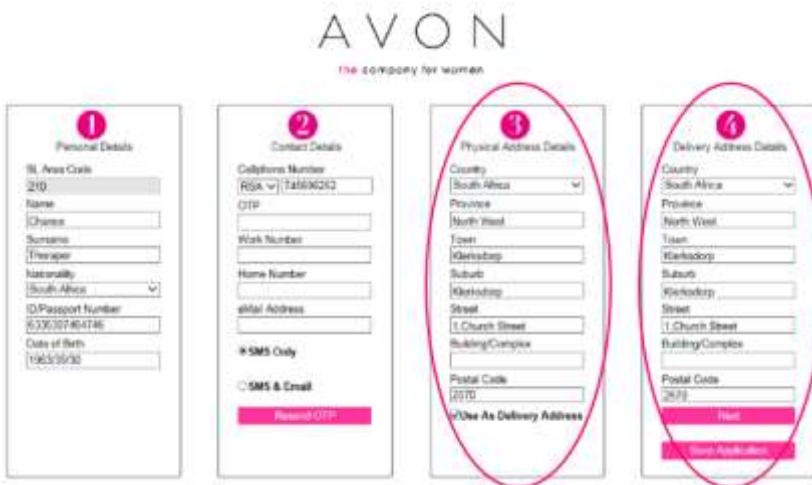 AVON
the company for women
1
Personal Details
SL Area Code
210
Name
Chance
Surname
Theraper
Nationality
South Africa
ID/Passport Number
Date of Birth
2
Contact Details
Cellphone Number
RSA
OTP
Work Number
Home Number
eMail Address
SMS Only
SMS & Email
Resend OTP
3
Physical Address Details
Country
South Africa
Province
North West
Town
Klerksdorp
Suburb
Klerksdorp
Street
1,Church Street
Building/Complex
Postal Code
2570
Use As Delivery Address
4
Delivery Address Details
Country
South Africa
Province
North West
Town
Klerksdorp
Suburb
Klerksdorp
Street
1,Church Street
Building/Complex
Postal Code
2570
Next
Save Application